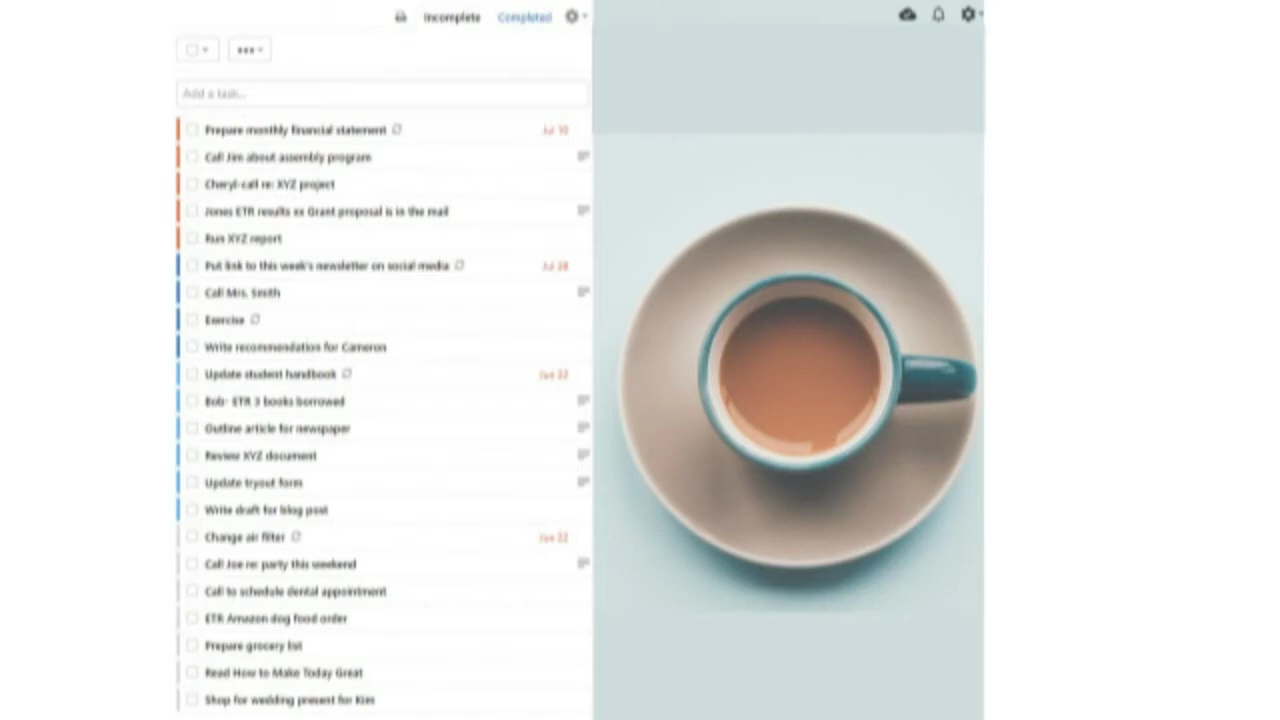 Incomplete Completed
Add a task...
Prepare monthly financial statement Jul 10
Call Jim about assembly program
Cheryl-call re: XYZ project
Jones ETR results xx Grant proposal is in the mail
Run XYZ report
Put link to this week's newsletter on social media Jul 28
Call Mrs. Smith
Exercise
Write recommendation for Cameron
Update student handbook Jun 22
Bob- ETR 3 books borrowed
Outline article for newspaper
Review XYZ document
Update tryout form
Write draft for blog post
Change air filter Jun 22
Call Joe re: party this weekend
Call to schedule dental appointment
ETR Amazon dog food order
Prepare grocery list
Read How to Make Today Great
Shop for wedding present for Kim